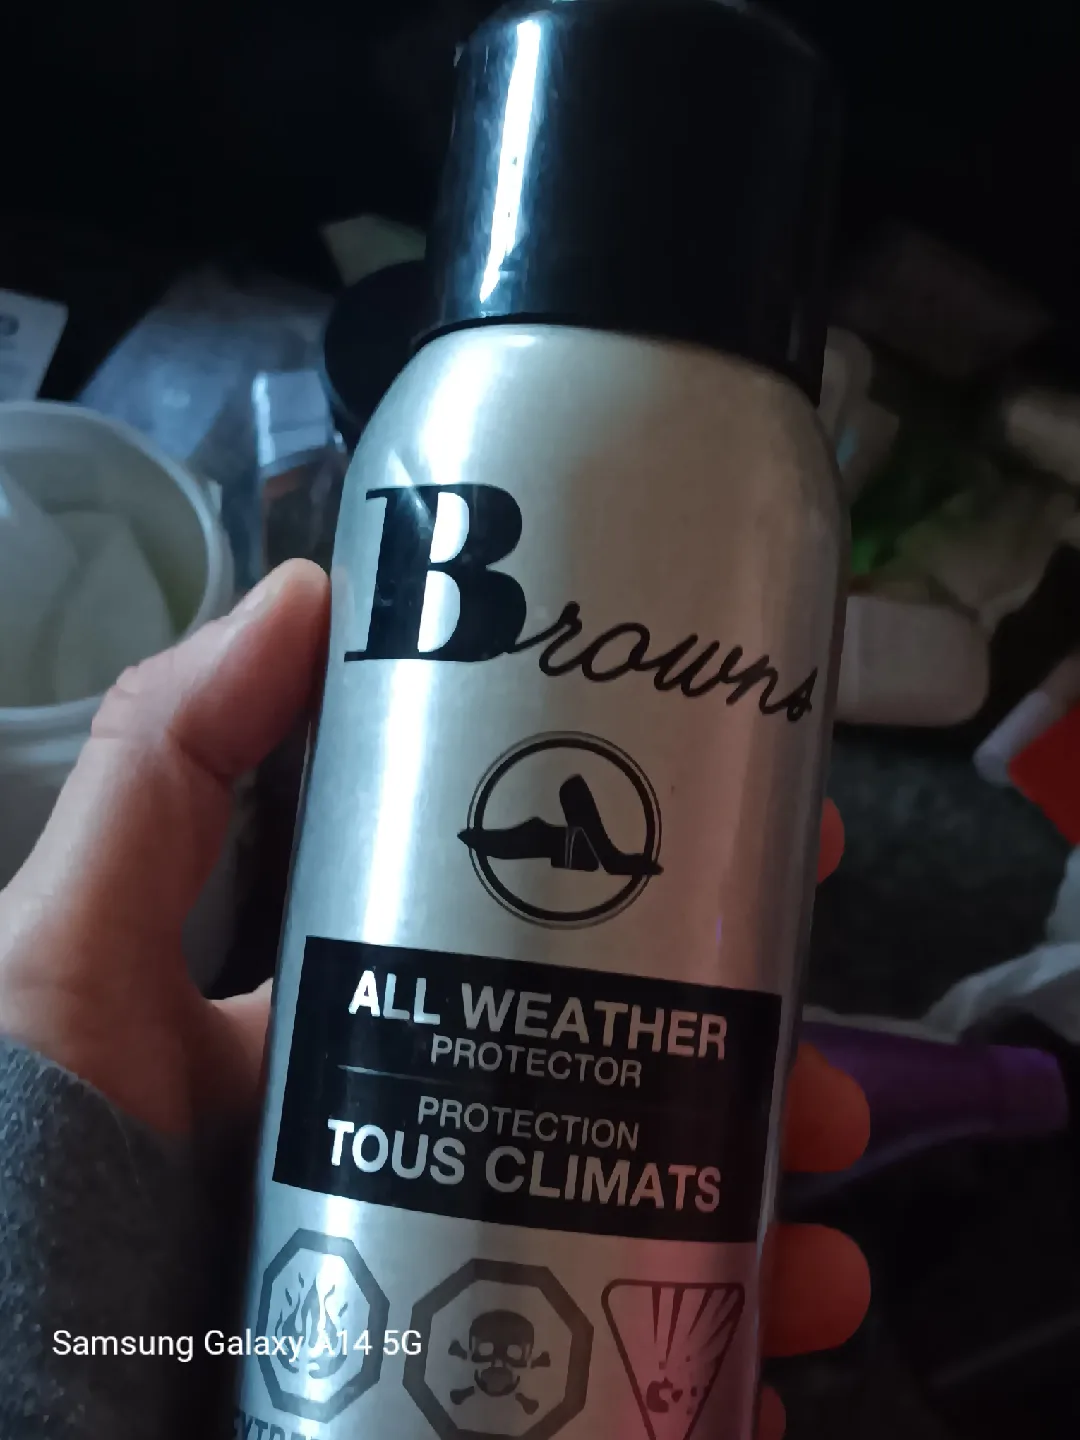 Browns
ALL WEATHER
PROTECTOR
PROTECTION
TOUS CLIMATS
Samsung Galaxy A14 5G